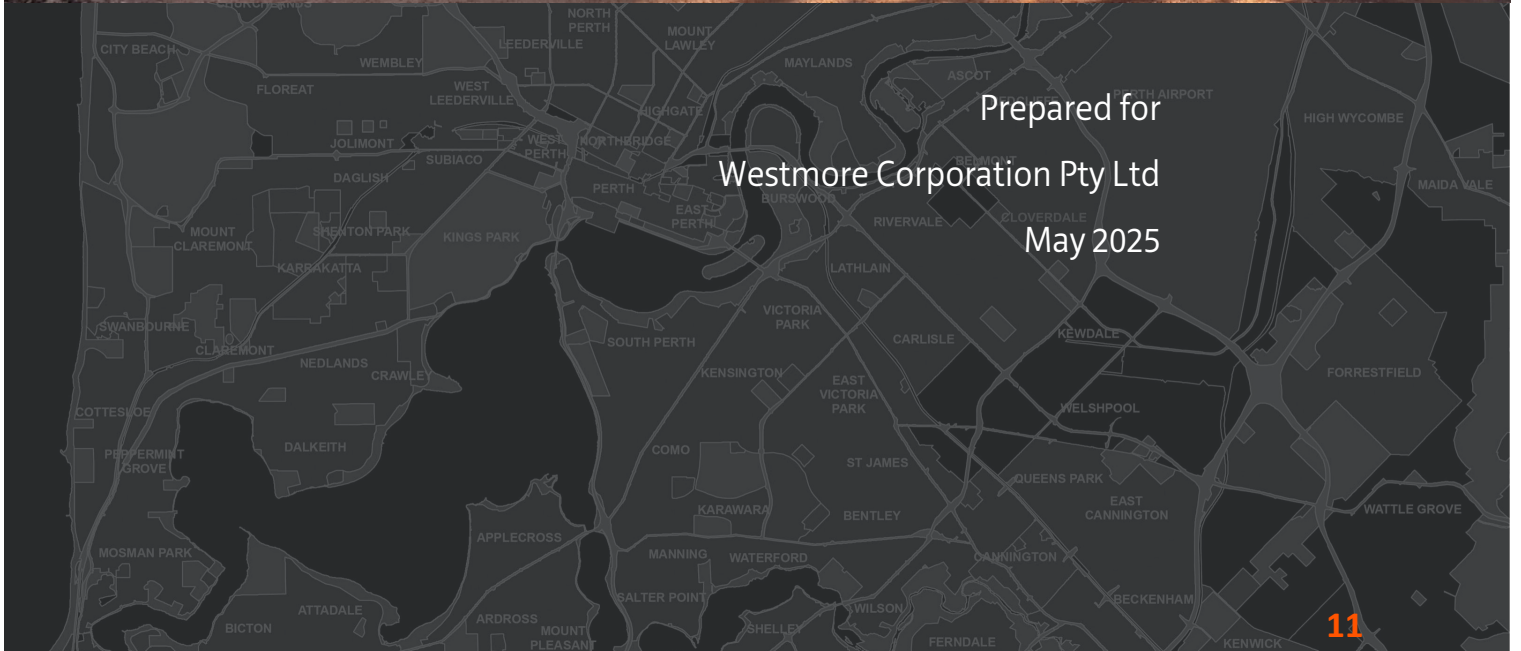 CHURCHLANDS
NORTH
PERTH
MOUNT
LAWLEY
CITY BEACH
LEEDERVILLE
WEMBLEY
MAYLANDS
ASCOT
FLOREAT
WEST
LEEDERVILLE
HIGHGATE
PERTH AIRPORT
Prepared for
HIGH WYCOMBE
JOLIMONT
WEST
PERTH
NORTHBRIDGE
SUBIACO
BELMONT
Westmore Corporation Pty Ltd
DAGLISH
PERTH
BURSWOOD
MAIDA VALE
EAST
PERTH
RIVERVALE
CLOVERDALE
MOUNT
CLAREMONT
SHENTON PARK
KINGS PARK
May 2025
KARRAKATTA
LATHLAIN
VICTORIA
PARK
SWANBOURNE
CLAREMONT
NEDLANDS
CRAWLEY
SOUTH PERTH
CARLISLE
KEWDALE
KENSINGTON
EAST
VICTORIA
PARK
FORRESTFIELD
COTTESLOE
WELSHPOOL
PEPPERMINT
GROVE
DALKEITH
COMO
ST JAMES
QUEENS PARK
EAST
CANNINGTON
KARAWARA
BENTLEY
WATTLE GROVE
APPLECROSS
MOSMAN PARK
MANNING
WATERFORD
CANNINGTON
SALTER POINT
WILSON
BECKENHAM
ATTADALE
BICTON
ARDROSS
MOUNT
PLEASANT
SHELLEY
FERNDALE
KENWICK
11